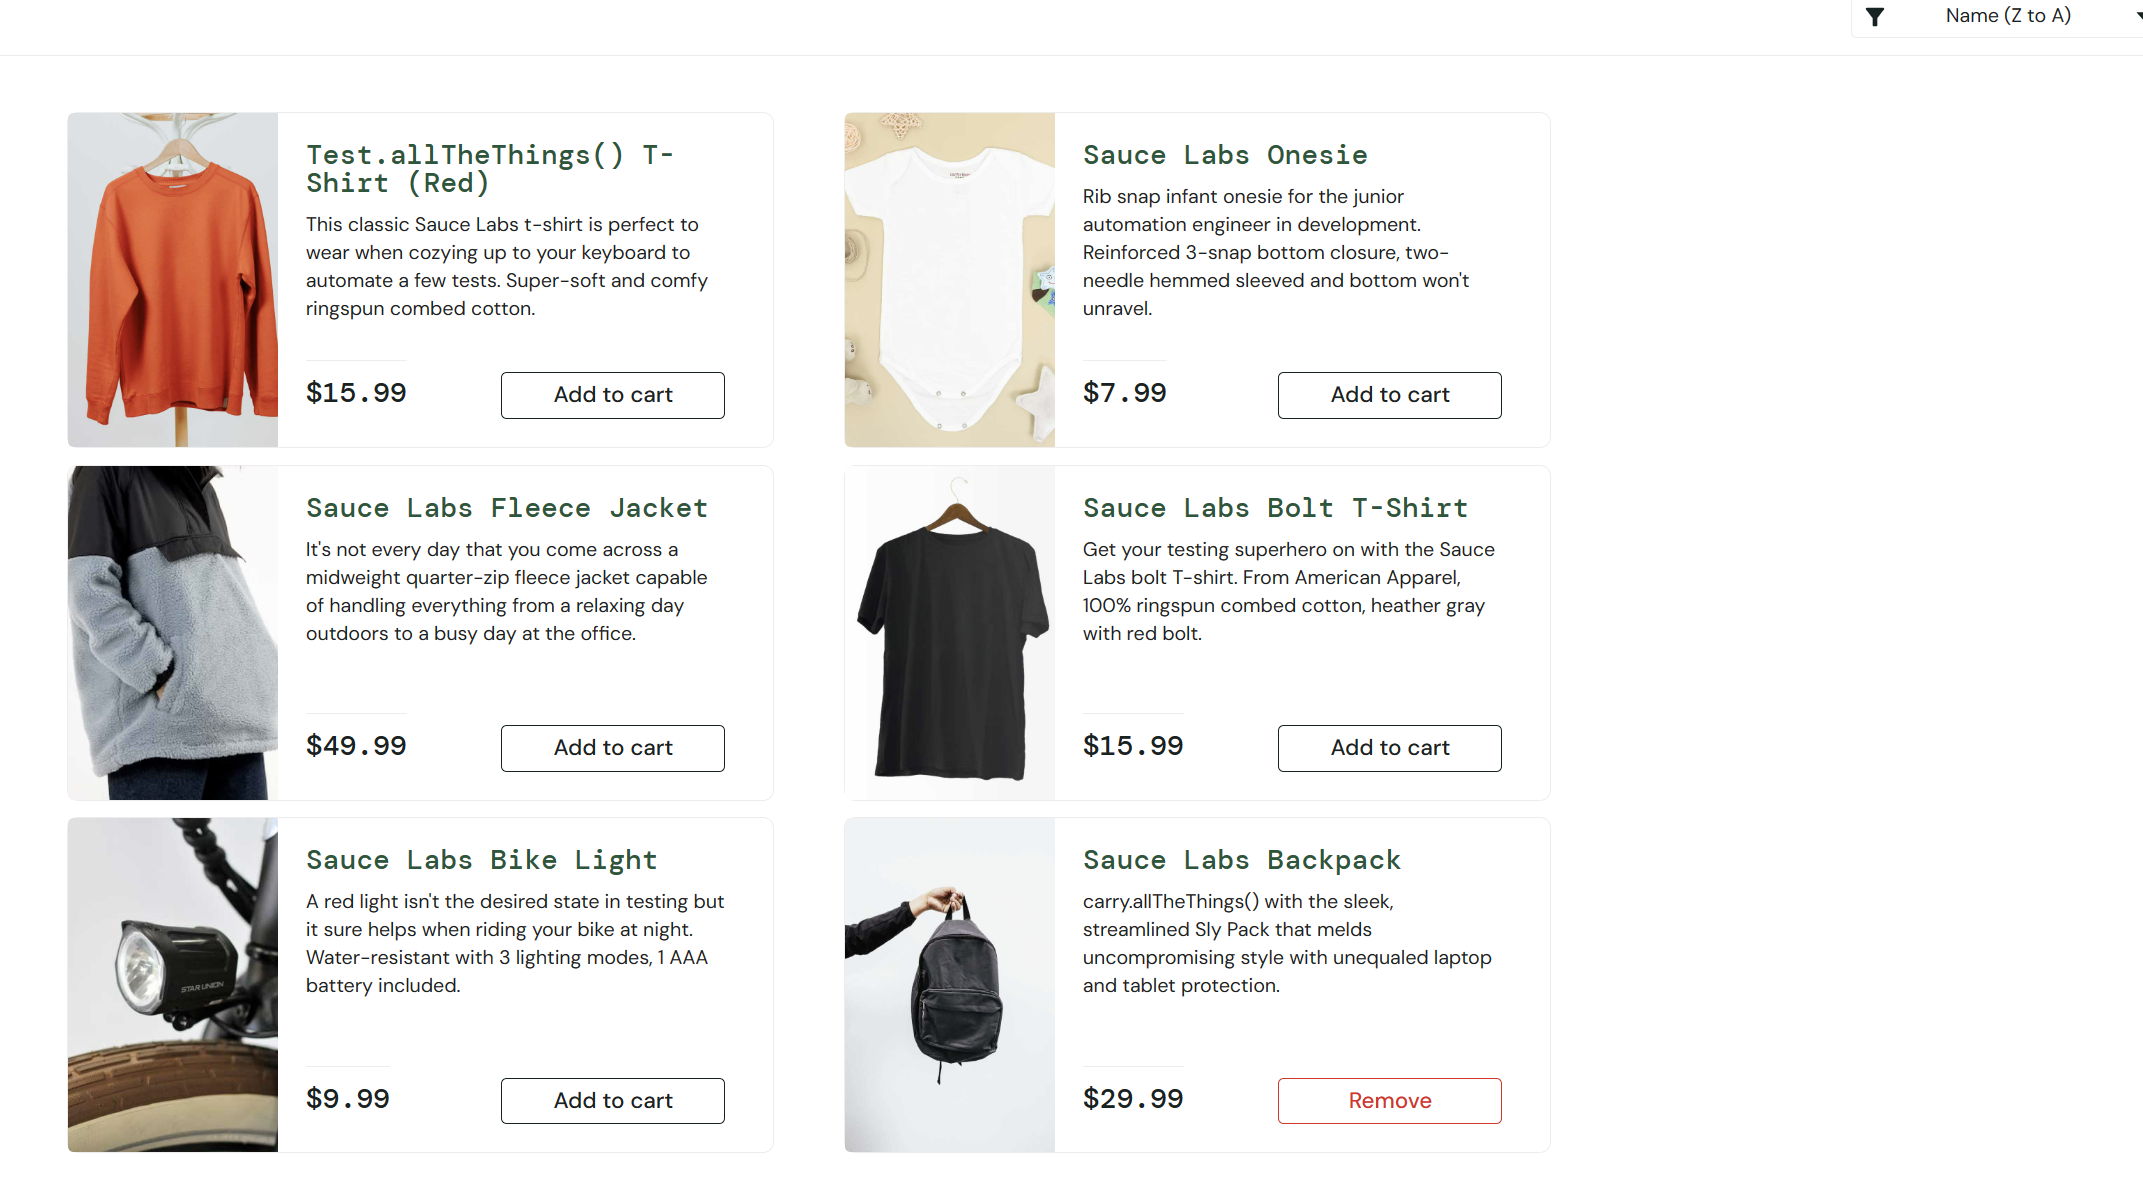 Name (Z to A)
Test.allTheThings() T-
Shirt (Red)
This classic Sauce Labs t-shirt is perfect to
wear when cozying up to your keyboard to
automate a few tests. Super-soft and comfy
ringspun combed cotton.
$15.99
Add to cart
Sauce Labs Onesie
Rib snap infant onesie for the junior
automation engineer in development.
Reinforced 3-snap bottom closure, two-
needle hemmed sleeved and bottom won't
unravel.
$7.99
Add to cart
Sauce Labs Fleece Jacket
It's not every day that you come across a
midweight quarter-zip fleece jacket capable
of handling everything from a relaxing day
outdoors to a busy day at the office.
$49.99
Add to cart
Sauce Labs Bolt T-Shirt
Get your testing superhero on with the Sauce
Labs bolt T-shirt. From American Apparel,
100% ringspun combed cotton, heather gray
with red bolt.
$15.99
Add to cart
Sauce Labs Bike Light
A red light isn't the desired state in testing but
it sure helps when riding your bike at night.
Water-resistant with 3 lighting modes, 1 AAA
battery included.
STAR UNION
$9.99
Add to cart
Sauce Labs Backpack
carry.allTheThings() with the sleek,
streamlined Sly Pack that melds
uncompromising style with unequaled laptop
and tablet protection.
$29.99
Remove